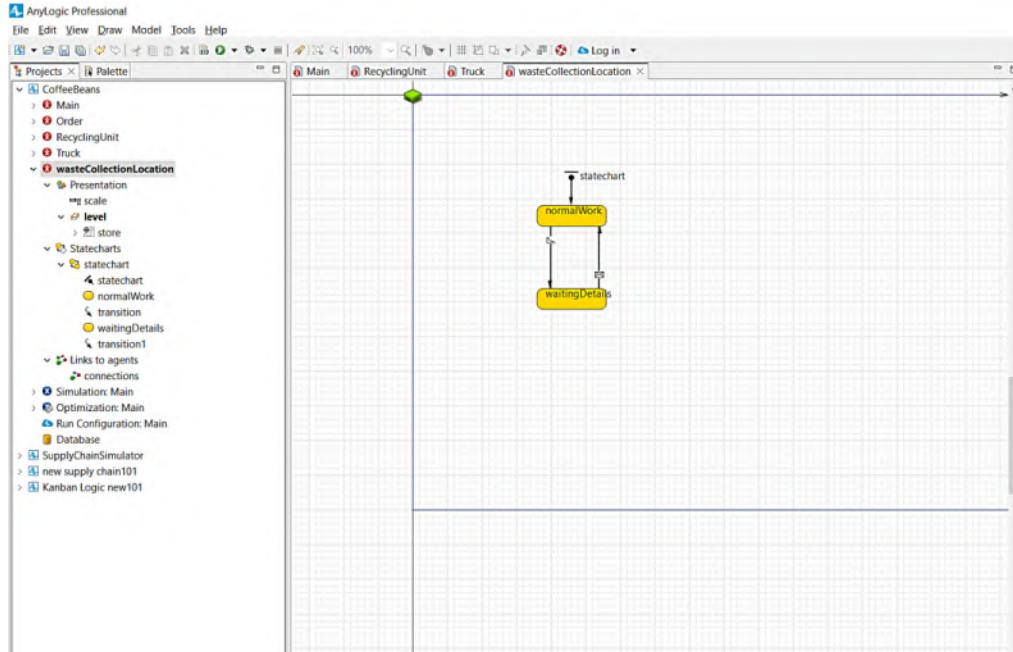 AnyLogic Professional
File Edit View Draw Model Tools Help
100% Log in
Projects Palette
Main RecyclingUnit Truck wasteCollectionLocation
CoffeeBeans
Main
Order
RecyclingUnit
Truck
wasteCollectionLocation
Presentation
scale
level
store
Statecharts
statechart
statechart
normalWork
transition
waitingDetails
transition1
Links to agents
connections
Simulation: Main
Optimization: Main
Run Configuration: Main
Database
SupplyChainSimulator
new supply chain101
Kanban Logic new101
statechart
normalWork
waitingDetails